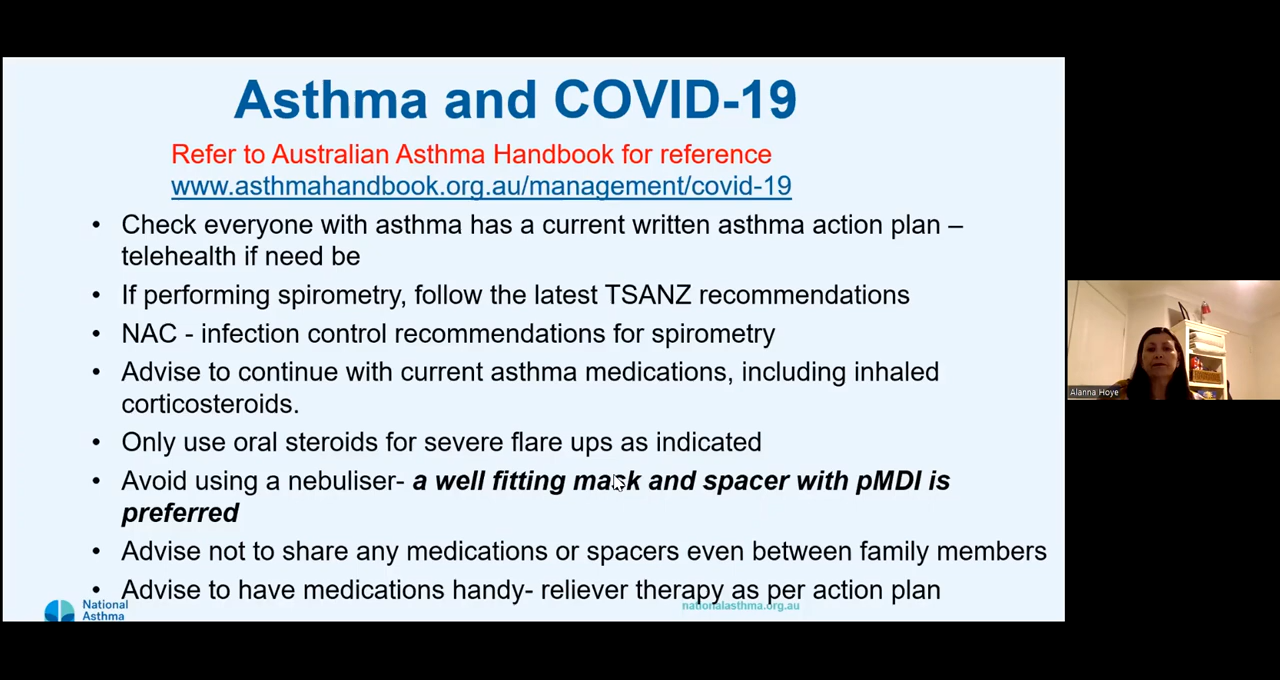 Asthma and COVID-19
Refer to Australian Asthma Handbook for reference
www.asthmahandbook.org.au/management/covid-19
• Check everyone with asthma has a current written asthma action plan –
telehealth if need be
• If performing spirometry, follow the latest TSANZ recommendations
• NAC - infection control recommendations for spirometry
• Advise to continue with current asthma medications, including inhaled
corticosteroids.
• Only use oral steroids for severe flare ups as indicated
• Avoid using a nebuliser- a well fitting mask and spacer with pMDI is
preferred
• Advise not to share any medications or spacers even between family members
• Advise to have medications handy- reliever therapy as per action plan
National
Asthma
nationalasthma.org.au
Alanna Hoye